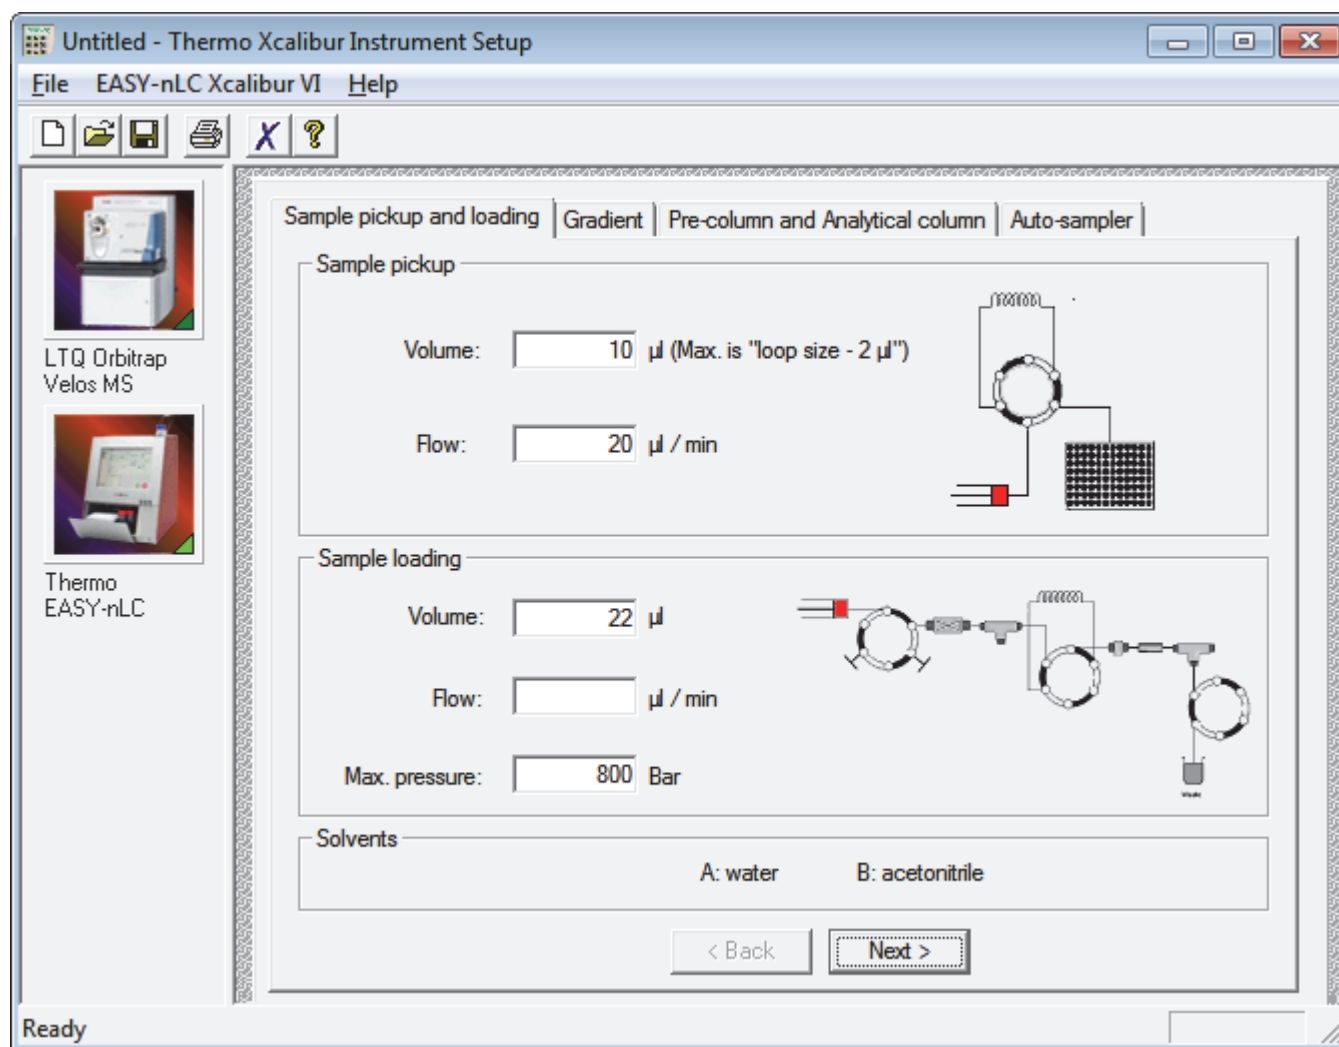 Untitled - Thermo Xcalibur Instrument Setup
File EASY-nLC Xcalibur VI Help
LTQ Orbitrap
Velos MS
Thermo
EASY-nLC
Sample pickup and loading Gradient Pre-column and Analytical column Auto-sampler
Sample pickup
Volume: 10 µl (Max. is "loop size - 2 µl")
Flow: 20 µl / min
Sample loading
Volume: 22 µl
Flow: µl / min
Max. pressure: 800 Bar
Waste
Solvents
A: water B: acetonitrile
< Back Next >
Ready